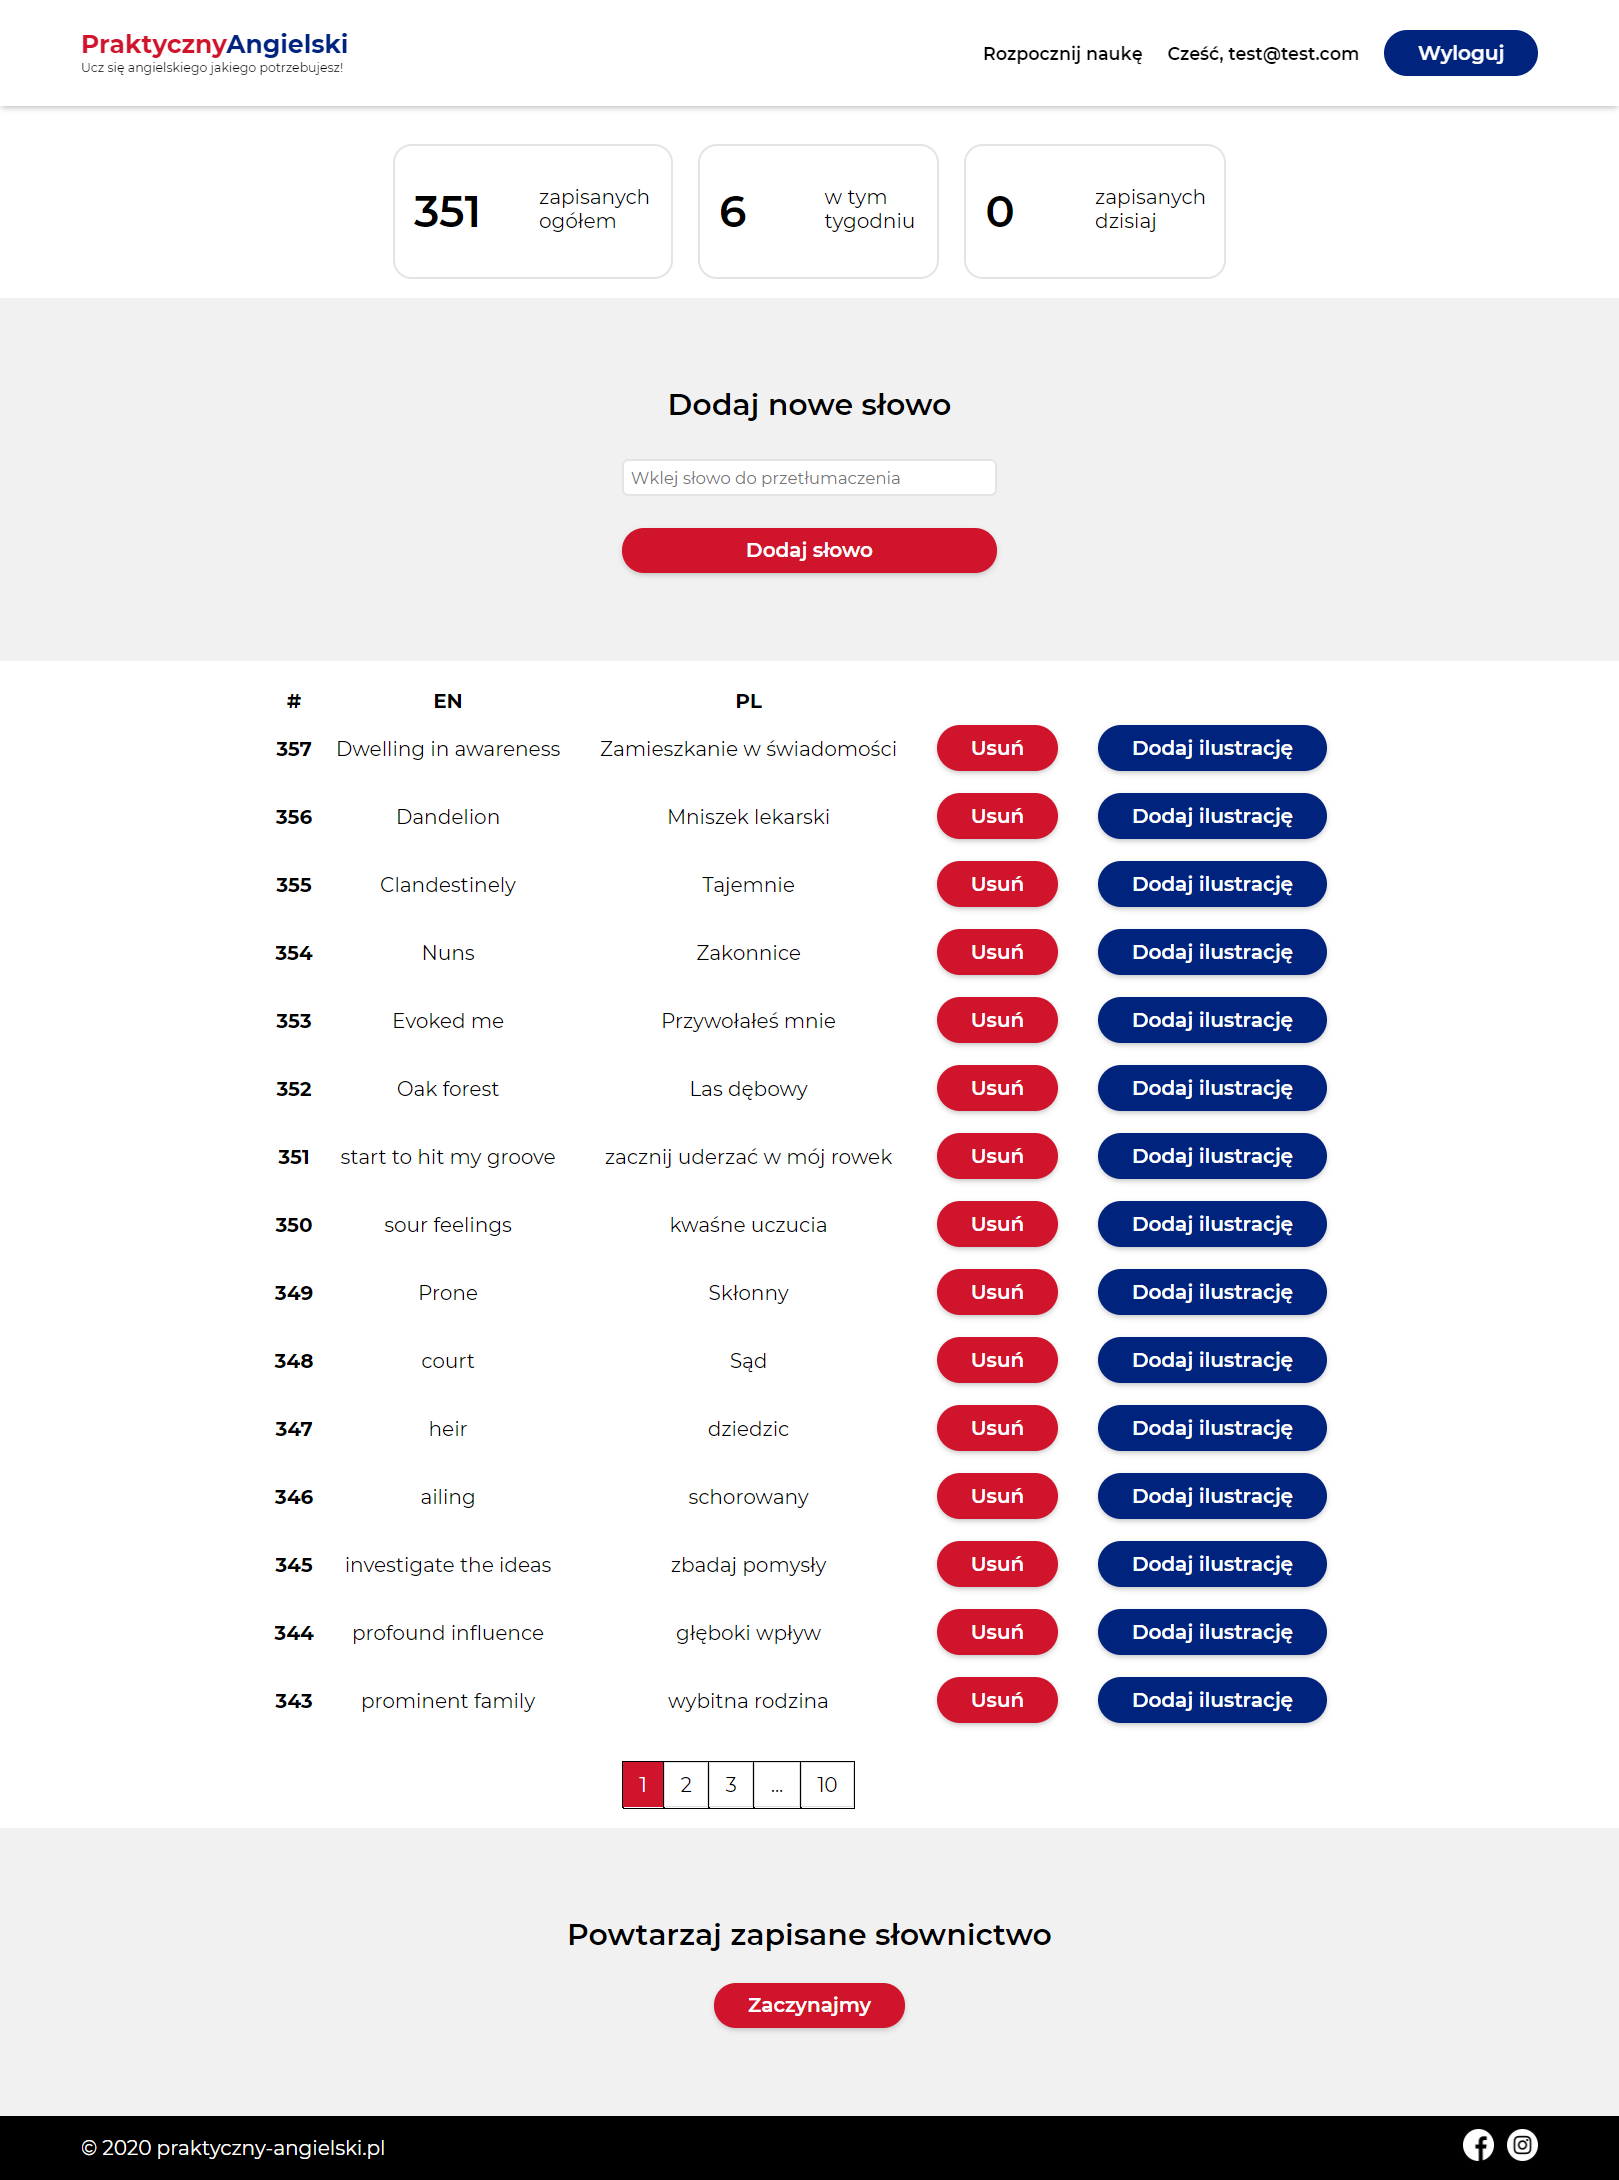 PraktycznyAngielski
Ucz się angielskiego jakiego potrzebujesz!
Rozpocznij naukę Cześć, test@test.com Wyloguj
351 zapisanych ogółem
6 w tym tygodniu
0 zapisanych dzisiaj
Dodaj nowe słowo
Wklej słowo do przetłumaczenia
Dodaj słowo
# EN PL
357 Dwelling in awareness Zamieszkanie w świadomości Usuń Dodaj ilustrację
356 Dandelion Mniszek lekarski Usuń Dodaj ilustrację
355 Clandestinely Tajemnie Usuń Dodaj ilustrację
354 Nuns Zakonnice Usuń Dodaj ilustrację
353 Evoked me Przywołałeś mnie Usuń Dodaj ilustrację
352 Oak forest Las dębowy Usuń Dodaj ilustrację
351 start to hit my groove zacznij uderzać w mój rowek Usuń Dodaj ilustrację
350 sour feelings kwaśne uczucia Usuń Dodaj ilustrację
349 Prone Skłonny Usuń Dodaj ilustrację
348 court Sąd Usuń Dodaj ilustrację
347 heir dziedzic Usuń Dodaj ilustrację
346 ailing schorowany Usuń Dodaj ilustrację
345 investigate the ideas zbadaj pomysły Usuń Dodaj ilustrację
344 profound influence głęboki wpływ Usuń Dodaj ilustrację
343 prominent family wybitna rodzina Usuń Dodaj ilustrację
1 2 3 ... 10
Powtarzaj zapisane słownictwo
Zaczynajmy
© 2020 praktyczny-angielski.pl